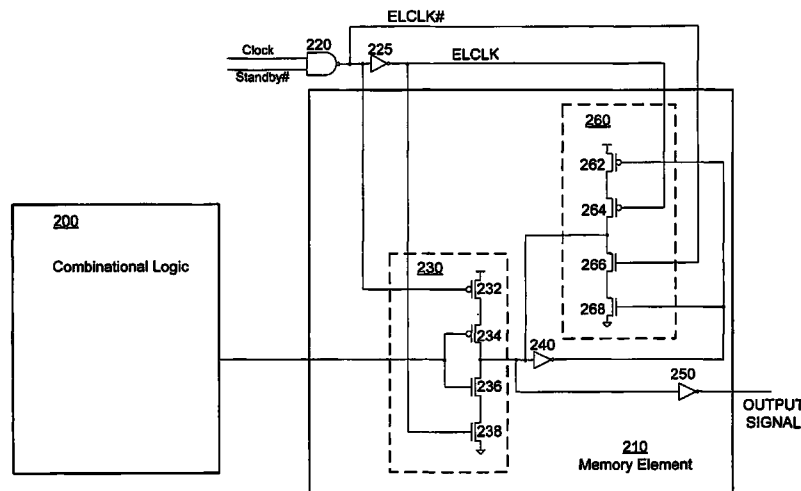 ELCLK#
220
225
Clock
ELCLK
Standby#
260
262
200
264
Combinational Logic
230
266
232
268
234
240
236
250
OUTPUT
SIGNAL
238
210
Memory Element